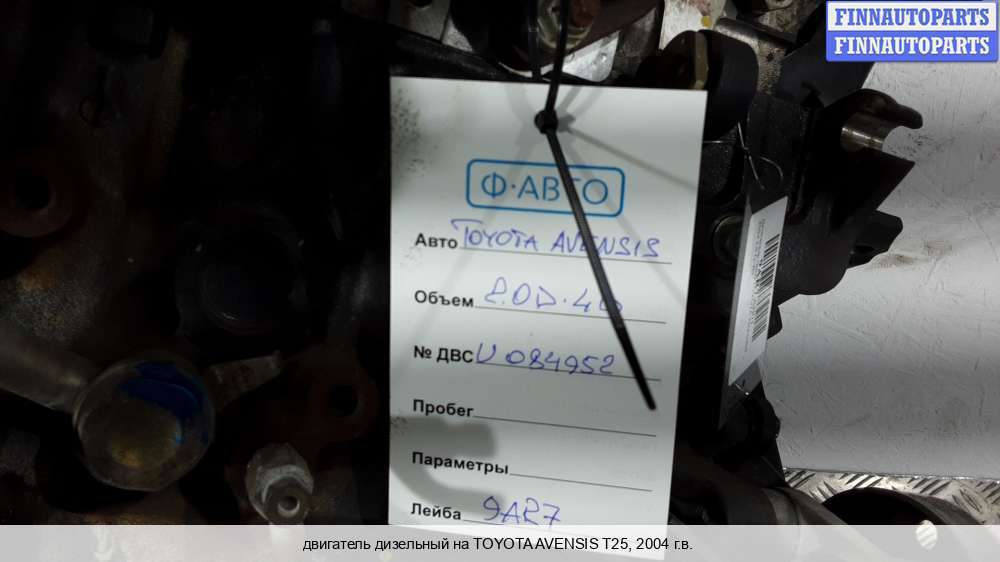 FINNAUTOPARTS
FINNAUTOPARTS
Ф·АВТО
Авто TOYOTA AVENSIS
Объем 2.0D-4D
№ ДВС U 084952
Пробег
Параметры
Лейба 9AR7
двигатель дизельный на TOYOTA AVENSIS T25, 2004 г.в.